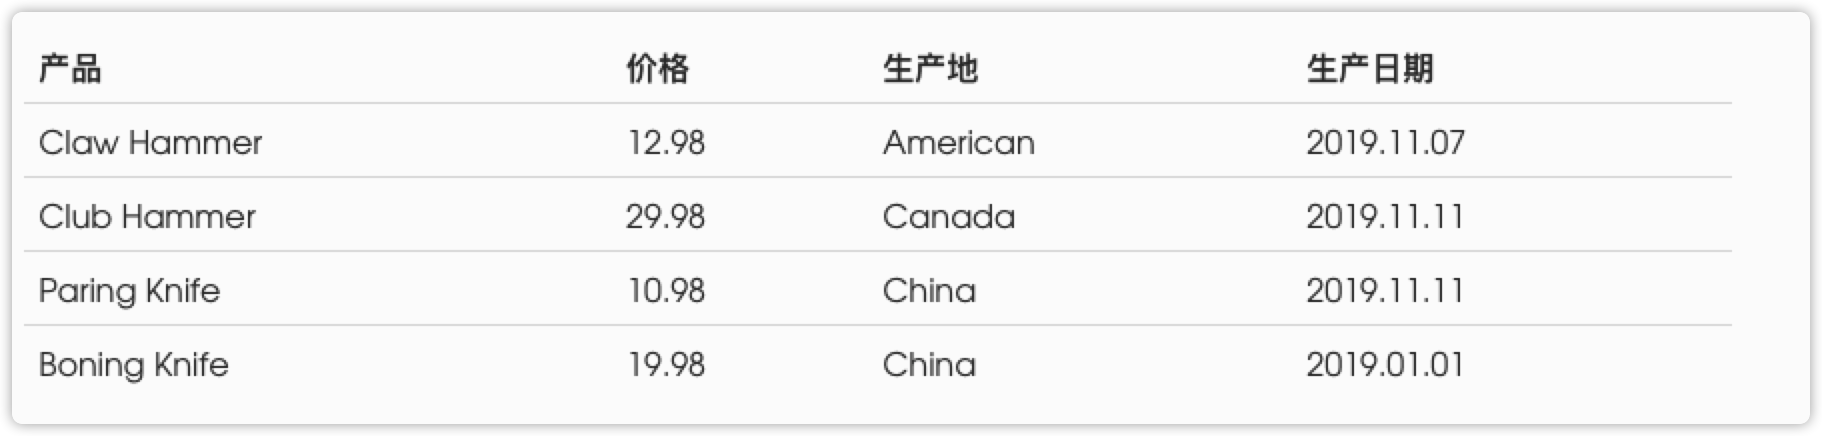 产品 价格 生产地 生产日期
Claw Hammer 12.98 American 2019.11.07
Club Hammer 29.98 Canada 2019.11.11
Paring Knife 10.98 China 2019.11.11
Boning Knife 19.98 China 2019.01.01